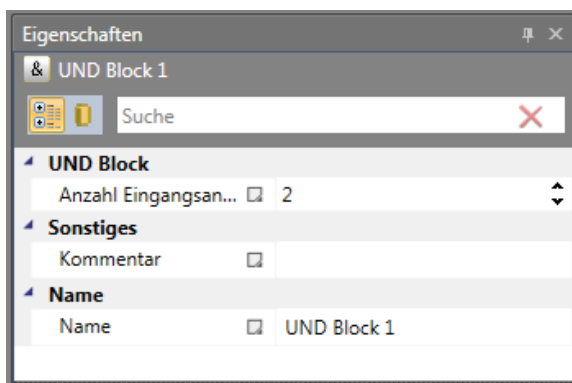 Eigenschaften
& UND Block 1
Suche
UND Block
Anzahl Eingangsan... 2
Sonstiges
Kommentar
Name
Name UND Block 1